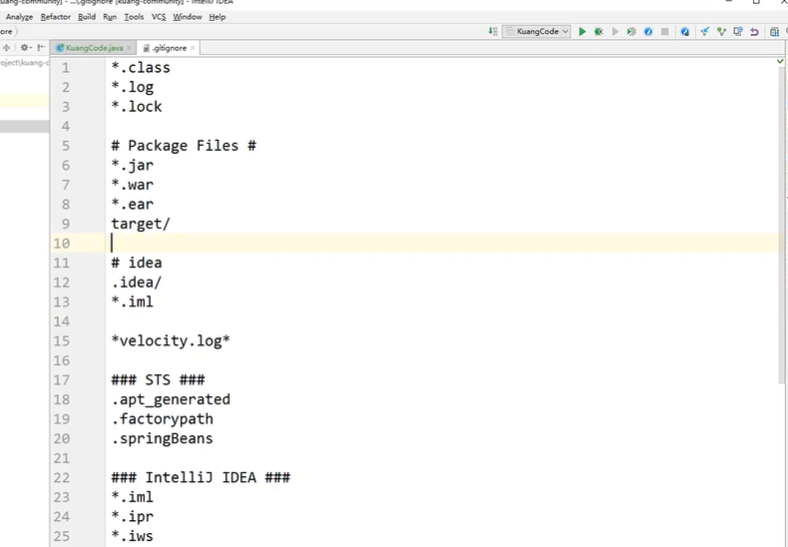 kuang-community] - ...\.gitignore [kuang-community] - IntelliJ IDEA
Analyze Refactor Build Run Tools VCS Window Help
ore
KuangCode
KuangCode.java .gitignore
roject\kuang-c
1 *.class
2 *.log
3 *.lock
4
5 # Package Files #
6 *.jar
7 *.war
8 *.ear
9 target/
10
11 # idea
12 .idea/
13 *.iml
14
15 *velocity.log*
16
17 ### STS ###
18 .apt_generated
19 .factorypath
20 .springBeans
21
22 ### IntelliJ IDEA ###
23 *.iml
24 *.ipr
25 *.iws